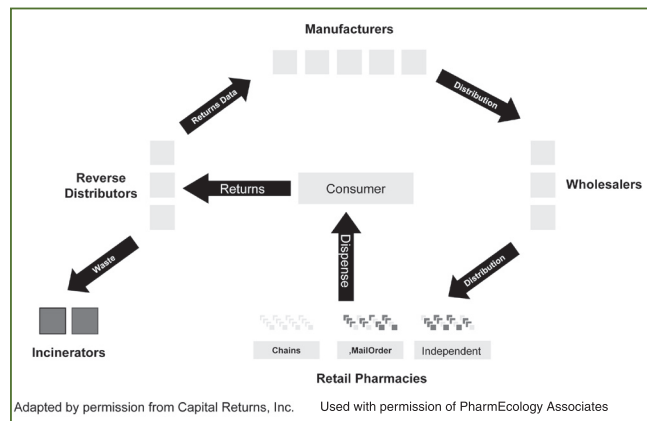 Manufacturers
Returns Data
Distribution
Reverse
Distributors
Returns
Consumer
Wholesalers
Waste
Dispense
Distribution
Incinerators
Chains
,MailOrder
Independent
Retail Pharmacies
Adapted by permission from Capital Returns, Inc.
Used with permission of PharmEcology Associates